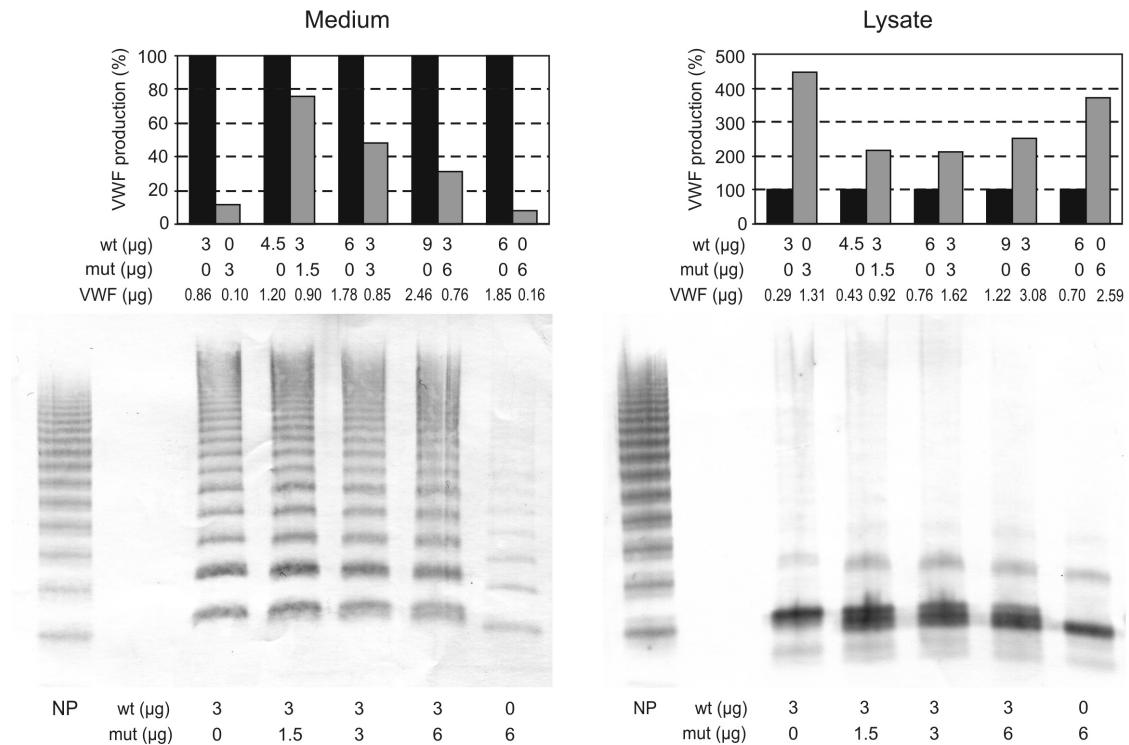 Medium
VWF production (%)
100
80
60
40
20
0
wt (µg) 3 0 4.5 3 6 3 9 3 6 0
mut (µg) 0 3 0 1.5 0 3 0 6 0 6
VWF (µg) 0.86 0.10 1.20 0.90 1.78 0.85 2.46 0.76 1.85 0.16
NP wt (µg) 3 3 3 3 0
mut (µg) 0 1.5 3 6 6
Lysate
VWF production (%)
500
400
300
200
100
0
wt (µg) 3 0 4.5 3 6 3 9 3 6 0
mut (µg) 0 3 0 1.5 0 3 0 6 0 6
VWF (µg) 0.29 1.31 0.43 0.92 0.76 1.62 1.22 3.08 0.70 2.59
NP wt (µg) 3 3 3 3 0
mut (µg) 0 1.5 3 6 6